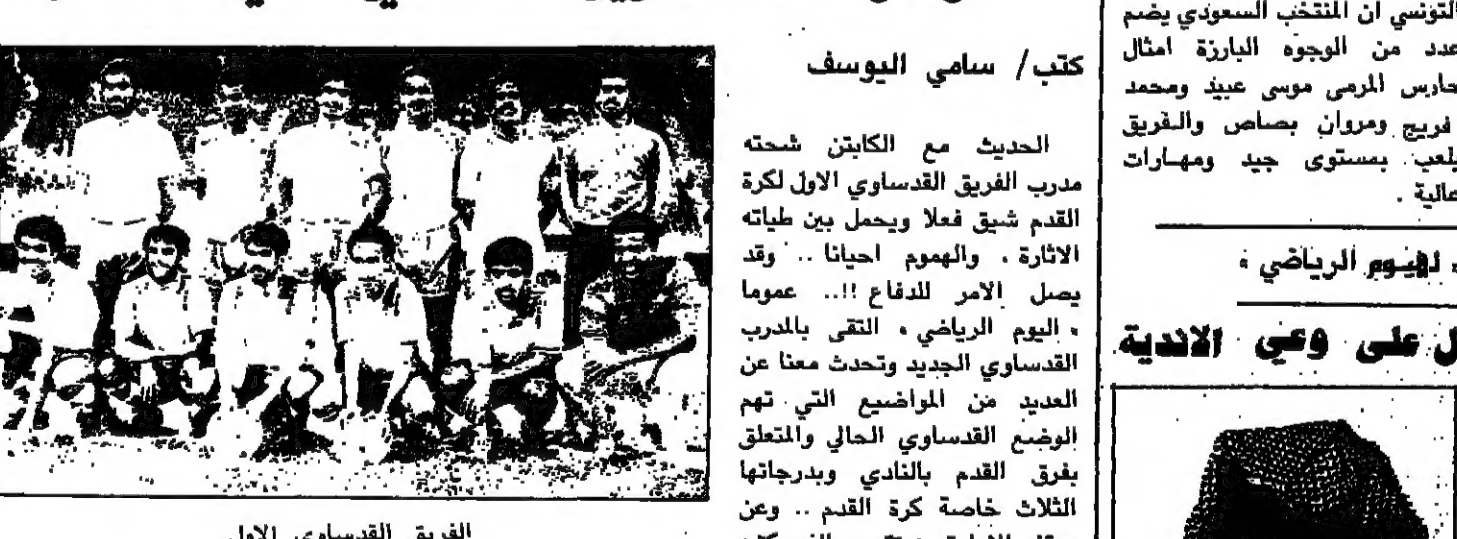 التونسي ان المنتخب السعودي يضم
عدد من الوجوه البارزة امثال
حارس المرمى موسى عبيد ومحمد
فريج ومروان بصاص والفريق
يلعب بمستوى جيد ومهارات
عالية .
اليوم الرياضي ،
ل على وعي الاندية
كتب / سامي اليوسف
الحديث مع الكابتن شحته
مدرب الفريق القدساوي الاول لكرة
القدم شيق فعلا ويحمل بين طياته
الاثارة . والهموم احيانا .. وقد
يصل الامر للدفاع !!.. عموما
، اليوم الرياضي ، التقى بالمدرب
القدساوي الجديد وتحدث معنا عن
العديد من المواضيع التي تهم
الوضع القدساوي الحالي والمتعلق
بفرق القدم بالنادي وبدرجاتها
الثلاث خاصة كرة القدم .. وعن
الفريق القدساوي الاول